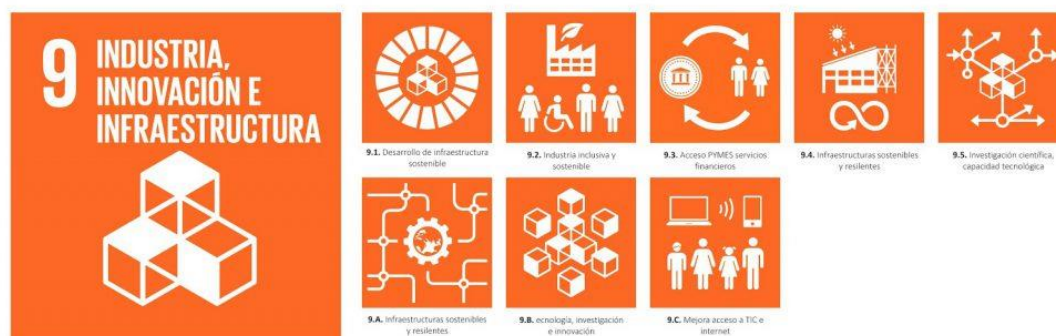 9
INDUSTRIA,
INNOVACIÓN E
INFRAESTRUCTURA
9.1. Desarrollo de infraestructura
sostenible
9.2. Industria inclusiva y
sostenible
9.3. Acceso PYMES servicios
financieros
9.4. Infraestructuras sostenibles
y resilentes
9.5. Investigación científica,
capacidad tecnológica
9.A. Infraestructuras sostenibles
y resilentes.
9.B. ecnología, investigación
e innovación
9.C. Mejora acceso a TIC e
internet